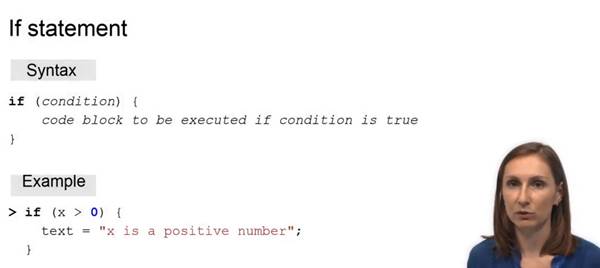 If statement
Syntax
if (condition) {
code block to be executed if condition is true
}
Example
> if (x > 0) {
text = "x is a positive number";
}